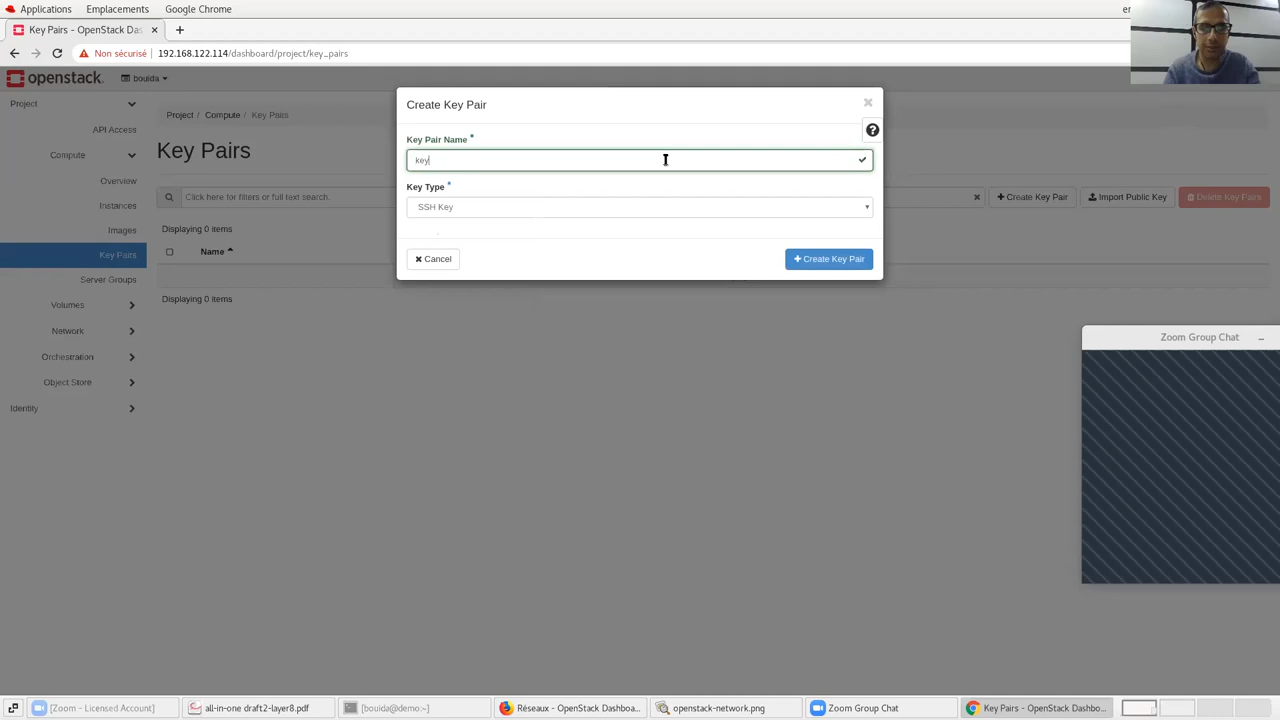 Applications Emplacements Google Chrome
Key Pairs - OpenStack Das
Non sécurisé 192.168.122.114/dashboard/project/key_pairs
openstack. bouida
Project
API Access
Compute
Overview
Instances
Images
Key Pairs
Server Groups
Volumes
Network
Orchestration
Object Store
Identity
Project / Compute / Key Pairs
Key Pairs
Click here for filters or full text search.
Create Key Pair
Import Public Key
Delete Key Pairs
Displaying 0 items
Name
Displaying 0 items
Create Key Pair
Key Pair Name *
key
Key Type *
SSH Key
Cancel
Create Key Pair
Zoom Group Chat
[Zoom - Licensed Account]
all-in-one draft2-layer8.pdf
[bouida@demo:~]
Réseaux - OpenStack Dashboa...
openstack-network.png
Zoom Group Chat
Key Pairs - OpenStack Dashbo...